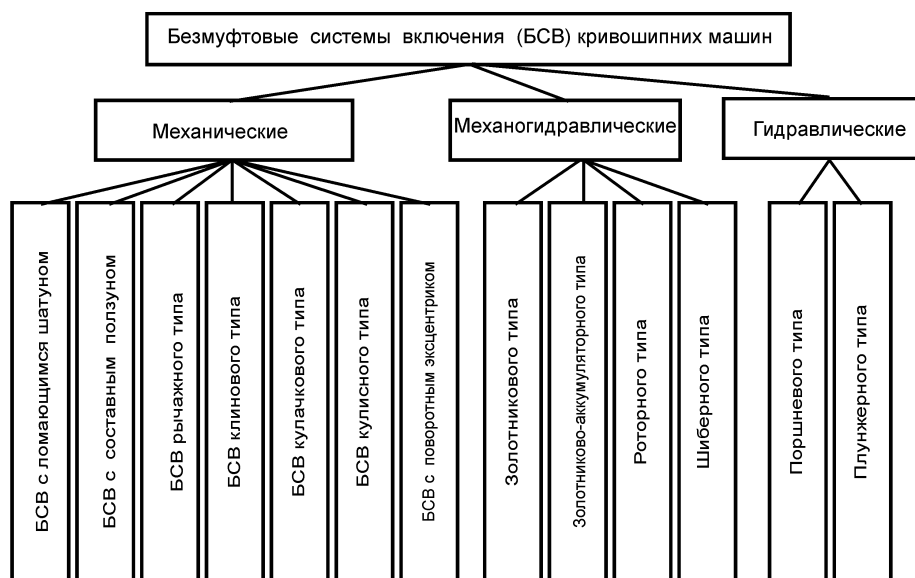 Безмуфтовые системы включения (БСВ) кривошипних машин
Механические
Механогидравлические
Гидравлические
БСВ с ломающимся шатуном
БСВ с составным ползуном
БСВ рычажного типа
БСВ клинового типа
БСВ кулачкового типа
БСВ кулисного типа
БСВ с поворотным эксцентриком
Золотникового типа
Золотниково-аккумуляторного типа
Роторного типа
Шиберного типа
Поршневого типа
Плунжерного типа